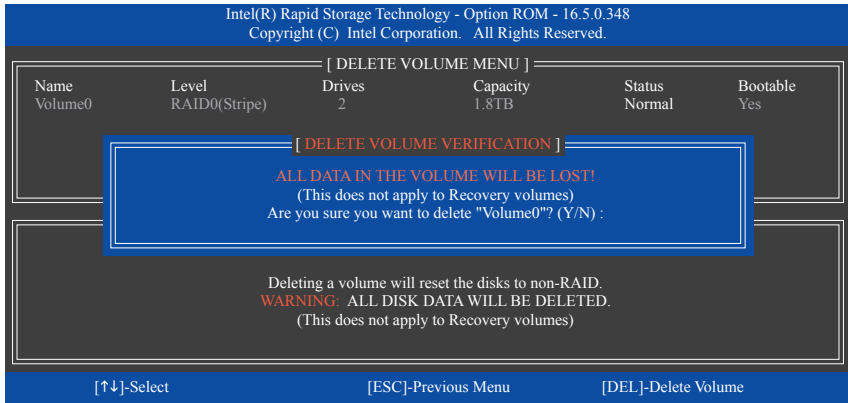 Intel(R) Rapid Storage Technology - Option ROM - 16.5.0.348
Copyright (C) Intel Corporation. All Rights Reserved.
[ DELETE VOLUME MENU ]
Name Level Drives Capacity Status Bootable
Volume0 RAID0(Stripe) 2 1.8TB Normal Yes
[ DELETE VOLUME VERIFICATION ]
ALL DATA IN THE VOLUME WILL BE LOST!
(This does not apply to Recovery volumes)
Are you sure you want to delete "Volume0"? (Y/N) :
Deleting a volume will reset the disks to non-RAID.
WARNING: ALL DISK DATA WILL BE DELETED.
(This does not apply to Recovery volumes)
[↑↓]-Select [ESC]-Previous Menu [DEL]-Delete Volume